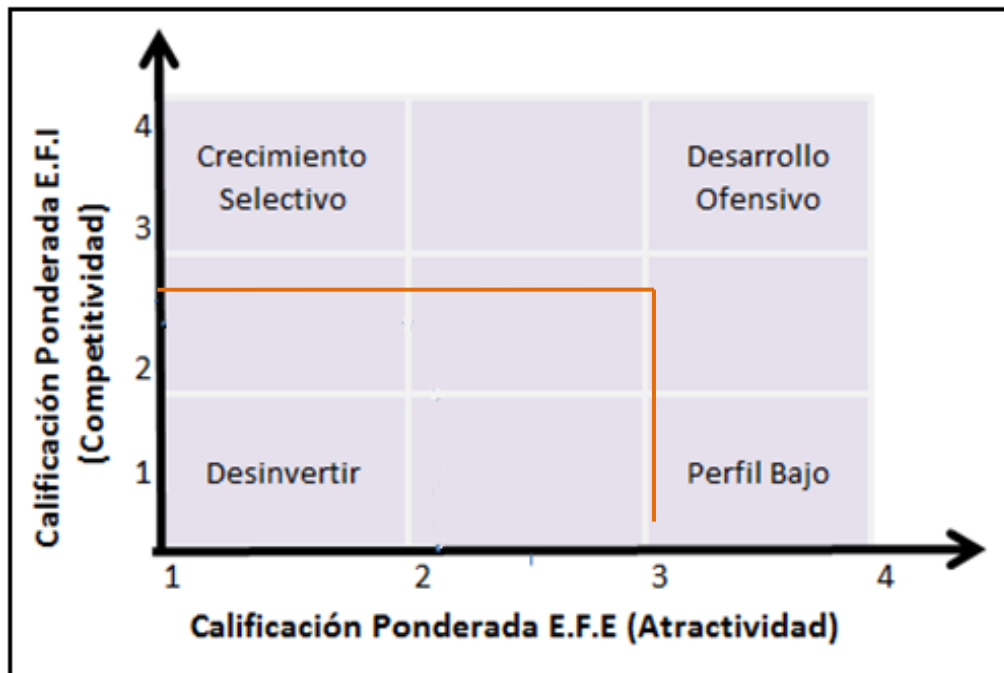 Calificación Ponderada E.F.I
(Competitividad)
4
3
2
1
Crecimiento
Selectivo
Desarrollo
Ofensivo
Desinvertir
Perfil Bajo
1 2 3 4
Calificación Ponderada E.F.E (Atractividad)